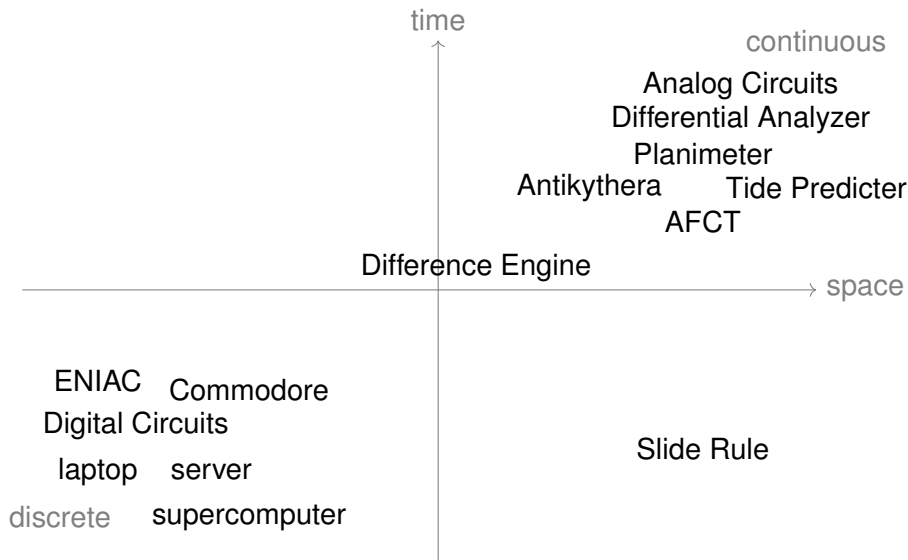 time
continuous
Analog Circuits
Differential Analyzer
Planimeter
Antikythera Tide Predicter
AFCT
Difference Engine
space
ENIAC Commodore
Digital Circuits
Slide Rule
laptop server
discrete supercomputer